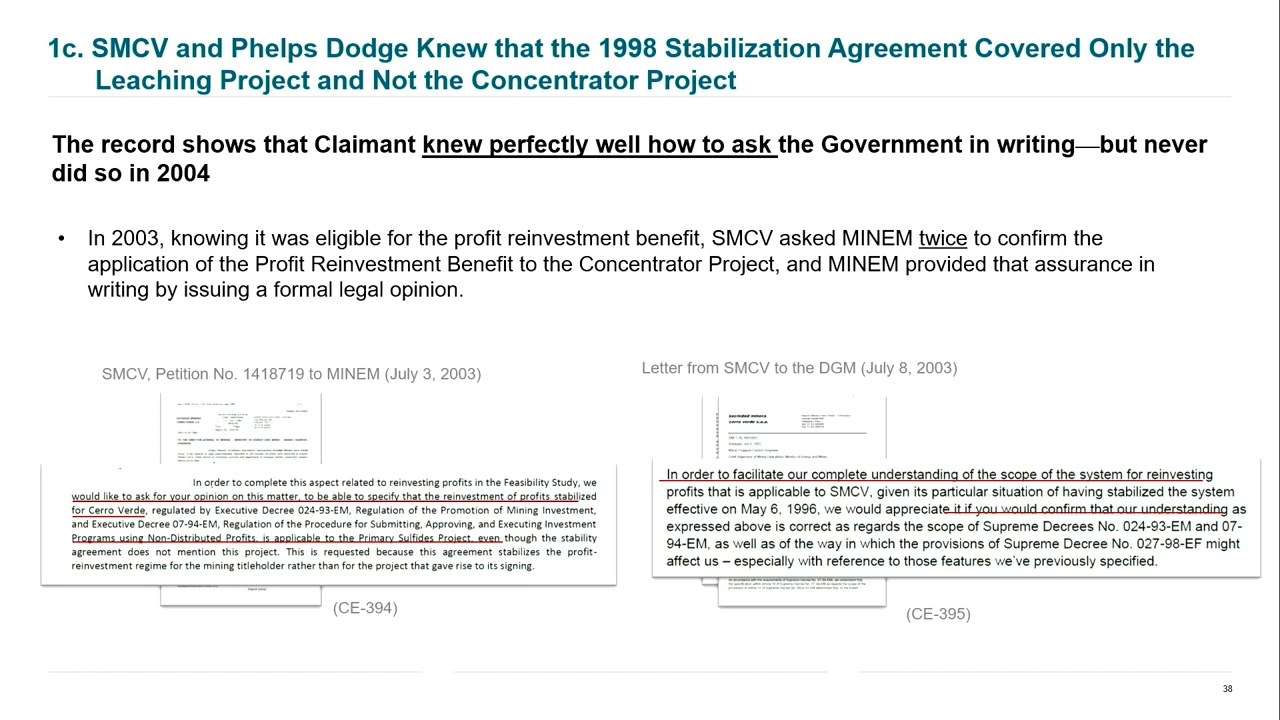 1c. SMCV and Phelps Dodge Knew that the 1998 Stabilization Agreement Covered Only the
Leaching Project and Not the Concentrator Project
The record shows that Claimant knew perfectly well how to ask the Government in writing—but never
did so in 2004
• In 2003, knowing it was eligible for the profit reinvestment benefit, SMCV asked MINEM twice to confirm the
application of the Profit Reinvestment Benefit to the Concentrator Project, and MINEM provided that assurance in
writing by issuing a formal legal opinion.
SMCV, Petition No. 1418719 to MINEM (July 3, 2003)
In order to complete this aspect related to reinvesting profits in the Feasibility Study, we
would like to ask for your opinion on this matter, to be able to specify that the reinvestment of profits stabilized
for Cerro Verde, regulated by Executive Decree 024-93-EM, Regulation of the Promotion of Mining Investment,
and Executive Decree 07-94-EM, Regulation of the Procedure for Submitting, Approving, and Executing Investment
Programs using Non-Distributed Profits, is applicable to the Primary Sulfides Project, even though the stability
agreement does not mention this project. This is requested because this agreement stabilizes the profit-
reinvestment regime for the mining titleholder rather than for the project that gave rise to its signing.
(CE-394)
Letter from SMCV to the DGM (July 8, 2003)
sociedad minera
cerro verde s.a.a.
In order to facilitate our complete understanding of the scope of the system for reinvesting
profits that is applicable to SMCV, given its particular situation of having stabilized the system
effective on May 6, 1996, we would appreciate it if you would confirm that our understanding as
expressed above is correct as regards the scope of Supreme Decrees No. 024-93-EM and 07-
94-EM, as well as of the way in which the provisions of Supreme Decree No. 027-98-EF might
affect us – especially with reference to those features we've previously specified.
(CE-395)
38